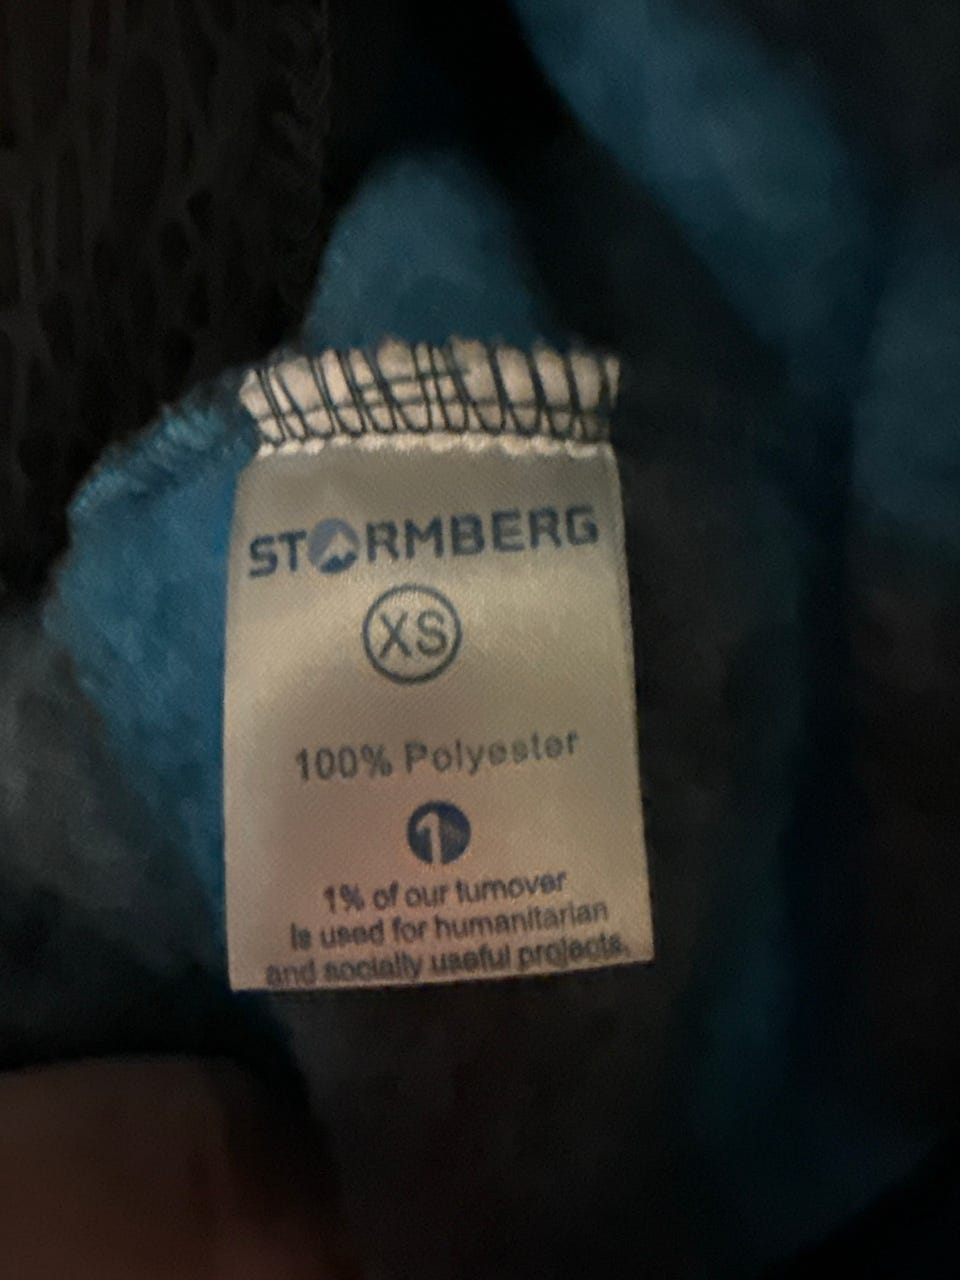 STORMBERG
XS
100% Polyester
1
1% of our turnover
is used for humanitarian
and socially useful projects.